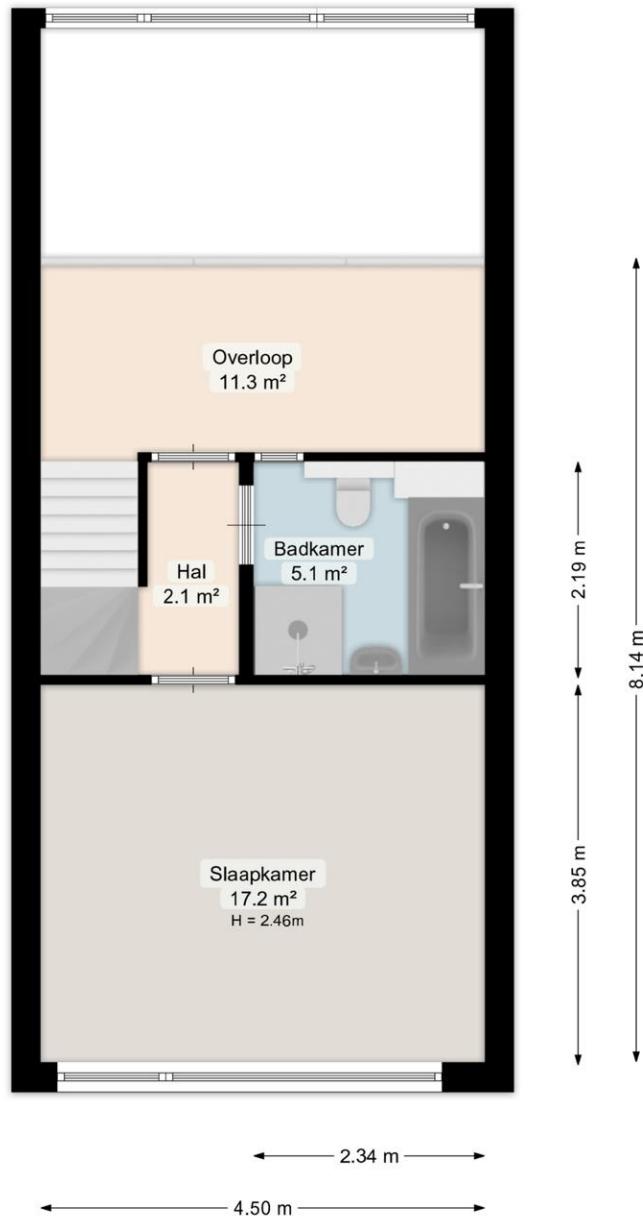 Overloop
11.3 m²
Hal
2.1 m²
Badkamer
5.1 m²
2.19 m
8.14 m
Slaapkamer
17.2 m²
H = 2.46m
3.85 m
2.34 m
4.50 m